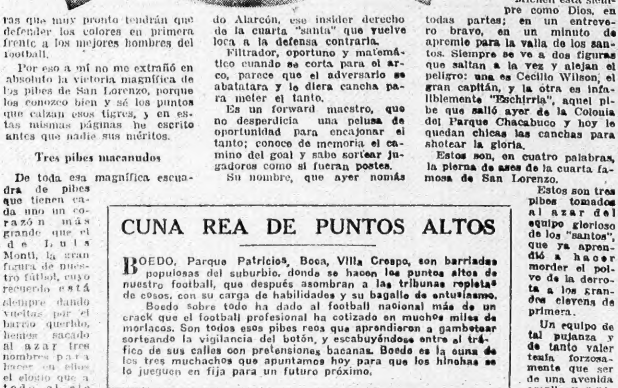 ras que muy pronto tendrán que
defender los colores en primera
frente a los mejores hombres del
football.
Por eso a mí no me extrañó en
absoluto la victoria magnífica de
los pibes de San Lorenzo, porque
los conozco bien y sé los puntos
que calzan esos tigres, y en es-
tas mismas páginas he escrito
antes que nadie sus méritos.
Tres pibes macanudos
De toda esa magnífica escua-
dra de pibes
que tienen ca-
da uno un co-
razón más
grande que el
de Luis
Monti, la gran
figura de nues-
tro fútbol, cuyo
recuerdo está
siempre dando
vueltas por el
barrio querido,
hemos sacado
al azar tres
nombres para
hacer en ellos
el elogio que a
do Alarcón, ese insider derecho
de la cuarta "santa" que vuelve
loca a la defensa contraria.
Filtrador, oportuno y matemá-
tico cuando se corta para el ar-
co, parece que el adversario se
abatatara y le diera cancha pa-
ra meter el tanto.
Es un forward maestro, que
no desperdicia una pelusa de
oportunidad para encajonar el
tanto; conoce de memoria el ca-
mino del goal y sabe sortear ju-
gadores como si fueran postes.
Su nombre, que ayer nomás
CUNA REA DE PUNTOS ALTOS
BOEDO, Parque Patricios, Boca, Villa Crespo, son barriadas
populosas del suburbio, donde se hacen los puntos altos de
nuestro football, que después asombran a las tribunas repletas
de cosos, con su carga de habilidades y su bagalle de entusiasmo.
Boedo sobre todo ha dado al football nacional más de un
crack que el football profesional ha cotizado en muchos miles de
morlacos. Son todos esos pibes reos que aprendieron a gambetear
sorteando la vigilancia del botón, y escabuyéndose entre el trá-
fico de sus calles con pretensiones bacanas. Boedo es la cuna de
los tres muchachos que apuntamos hoy para que los hinchas se
lo jueguen en fija para un futuro próximo.
pre como Dios, en
todas partes; en un entreve-
ro bravo, en un minuto de
apremio para la valla de los san-
tos. Siempre se ve a dos figuras
que saltan a la vez y alejan el
peligro: una es Cecilio Wilson, el
gran capitán, y la otra es infa-
liblemente "Eschirria", aquel pi-
be que salió ayer de la Colonia
del Parque Chacabuco y hoy le
quedan chicas las canchas para
shotear la gloria.
Estos son, en cuatro palabras,
la pierna de ases de la cuarta fa-
mosa de San Lorenzo.
Estos son tres
pibes tomados
al azar del
equipo glorioso
de los "santos",
que ya apren-
dió a hacer
morder el pol-
vo de la derro-
ta a los gran-
des elevens de
primera.
Un equipo de
tal pujanza y
de tanto valer
tenía forzosa-
mente que ser
de una avenida